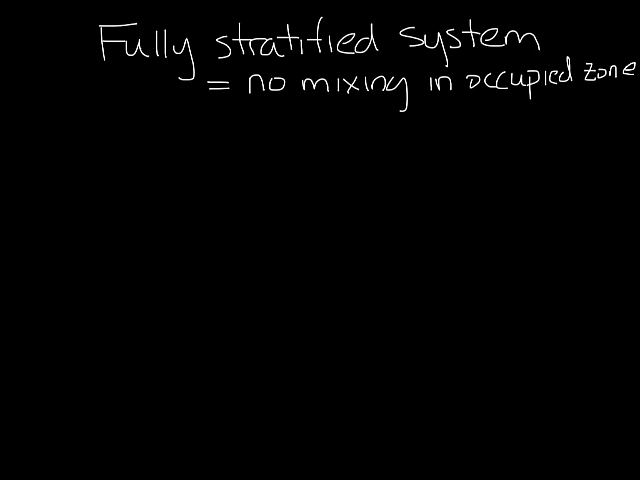 Fully stratified system
= no mixing in occupied zone